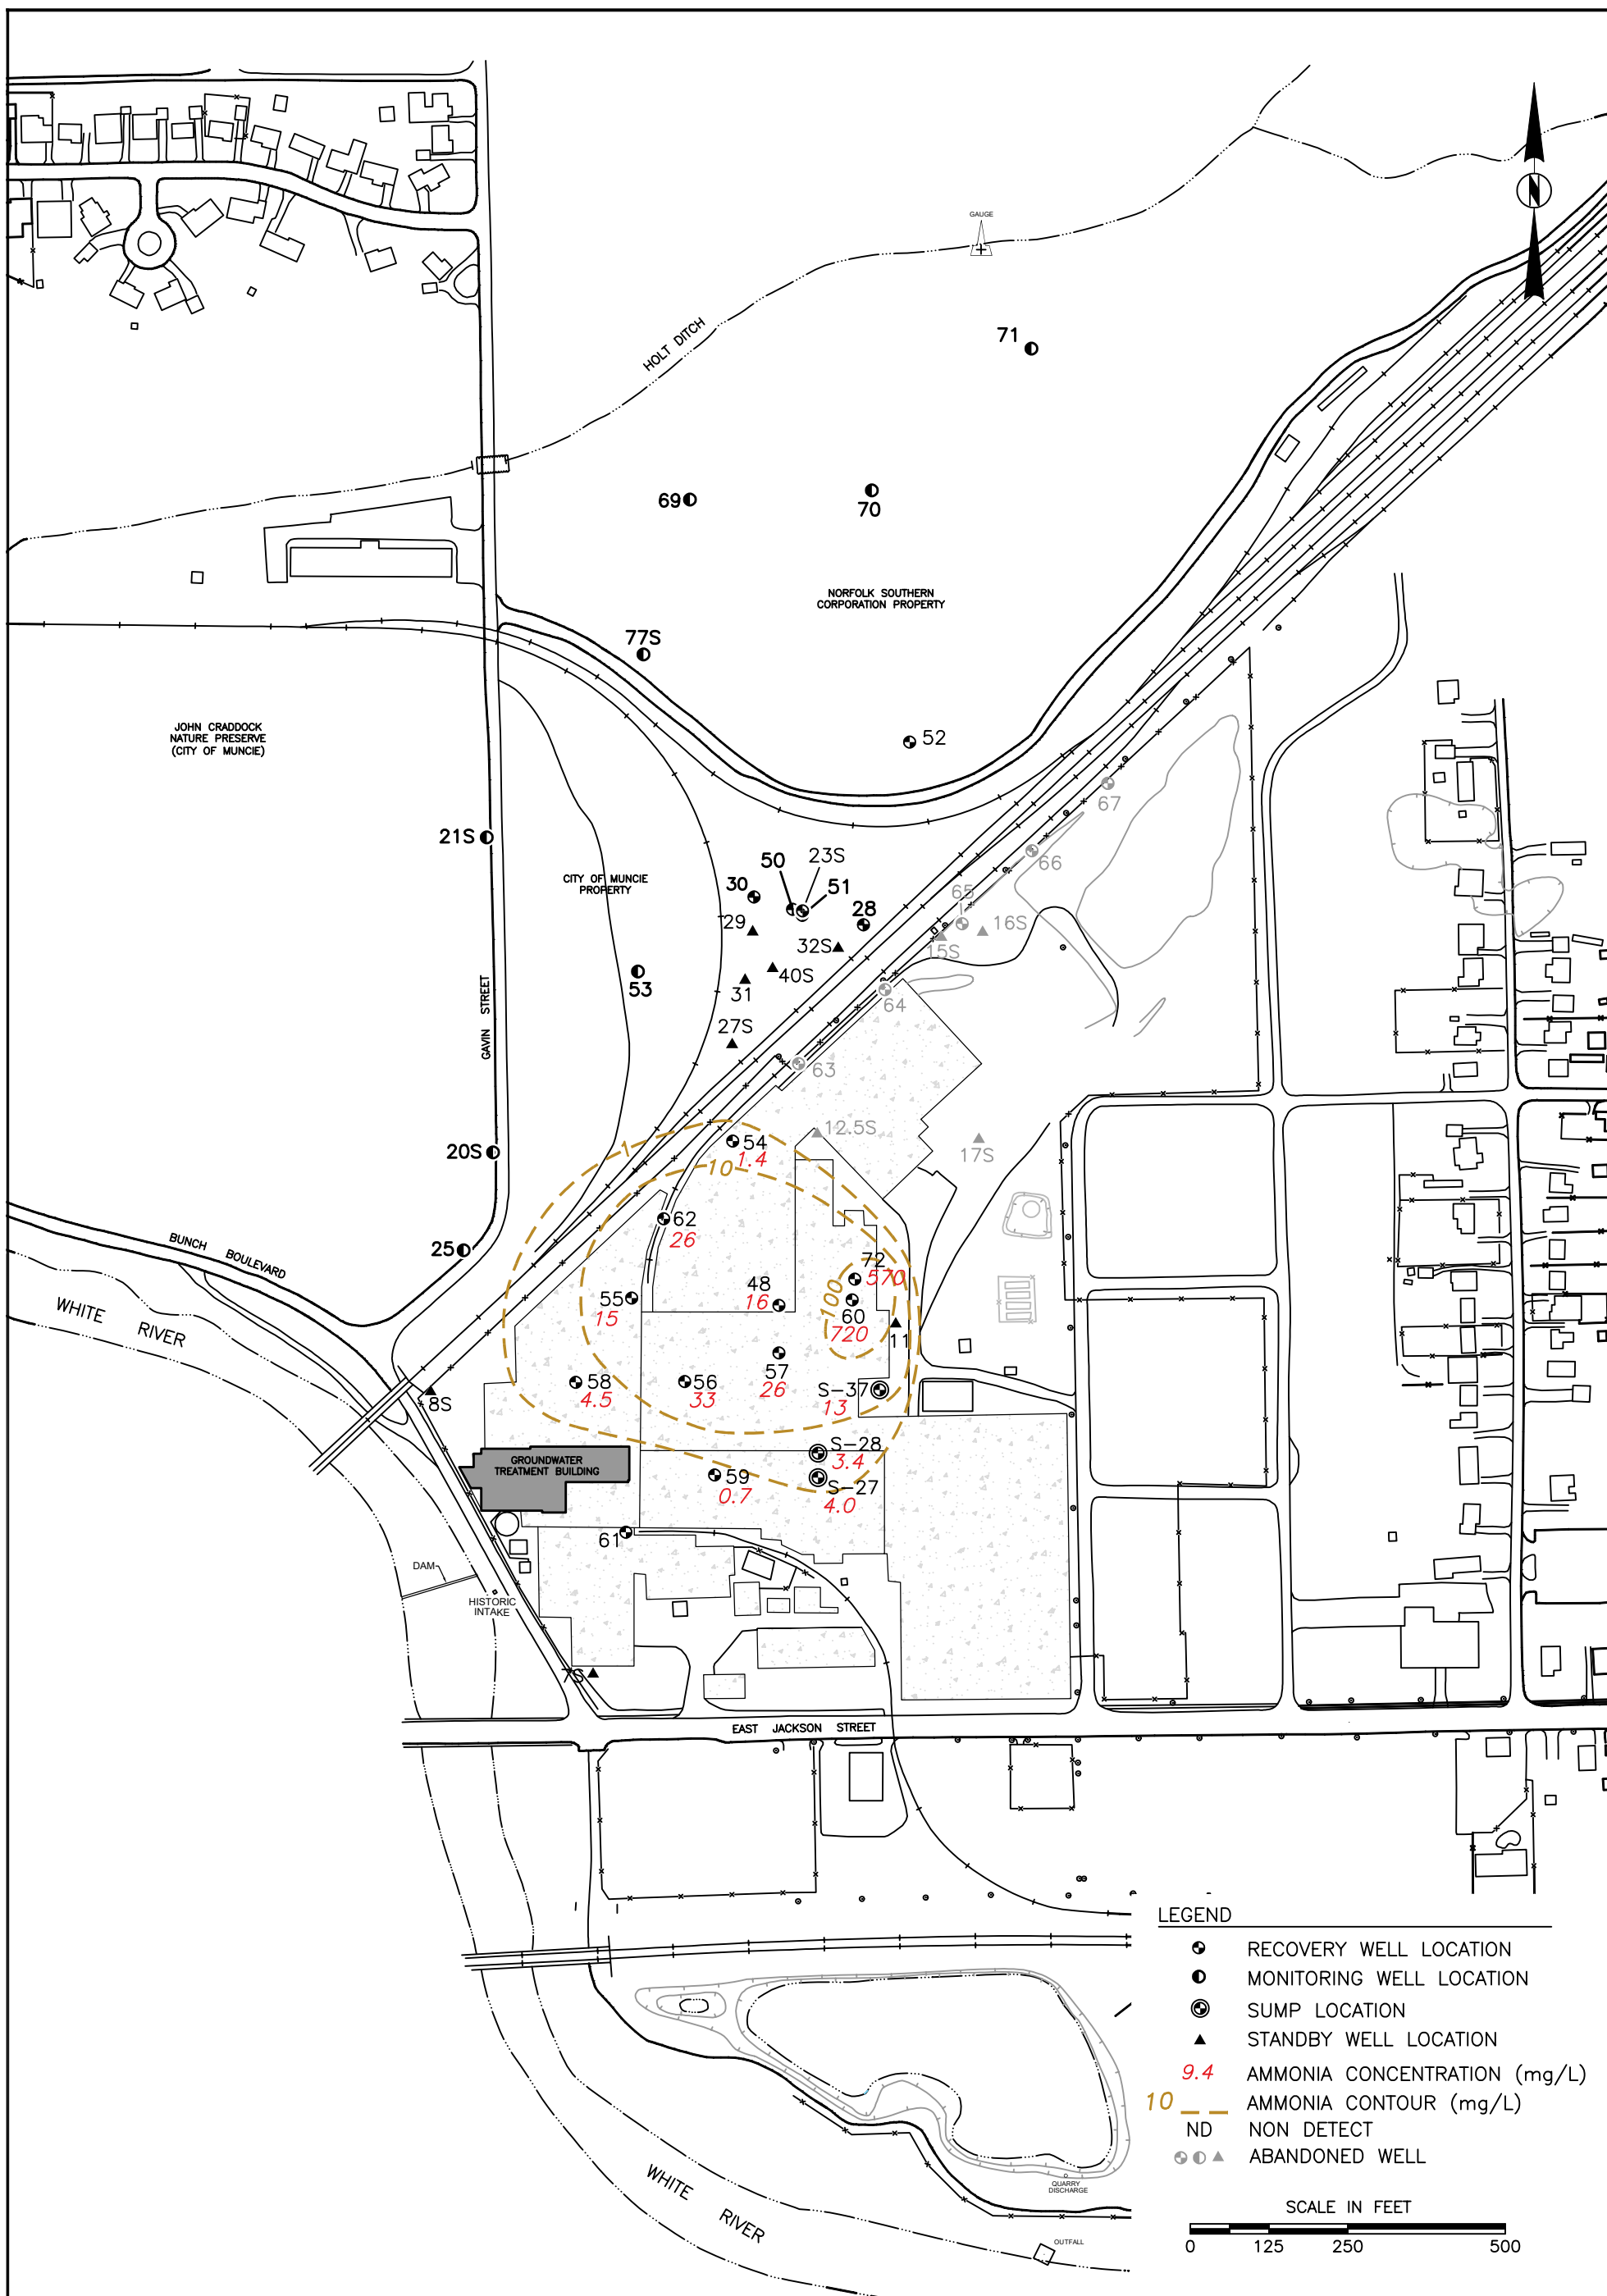 GAUGE
71
HOLT DITCH
69
70
NORFOLK SOUTHERN
CORPORATION PROPERTY
77S
JOHN CRADDOCK
NATURE PRESERVE
(CITY OF MUNCIE)
52
67
21S
50
23S
51
66
CITY OF MUNCIE
PROPERTY
30
28
65
29
32S
15S
16S
53
31
40S
64
27S
63
GAVIN STREET
12.5S
17S
1
54
1.4
10
20S
62
26
25
BUNCH BOULEVARD
72
570
48
16
100
55
15
60
720
11
WHITE RIVER
57
26
58
4.5
56
33
S-37
13
8S
S-28
3.4
GROUNDWATER
TREATMENT BUILDING
59
0.7
S-27
4.0
61
DAM
HISTORIC
INTAKE
7S
EAST JACKSON STREET
LEGEND
RECOVERY WELL LOCATION
MONITORING WELL LOCATION
SUMP LOCATION
STANDBY WELL LOCATION
9.4 AMMONIA CONCENTRATION (mg/L)
10 AMMONIA CONTOUR (mg/L)
ND NON DETECT
ABANDONED WELL
QUARRY
DISCHARGE
WHITE RIVER
OUTFALL
SCALE IN FEET
0 125 250 500